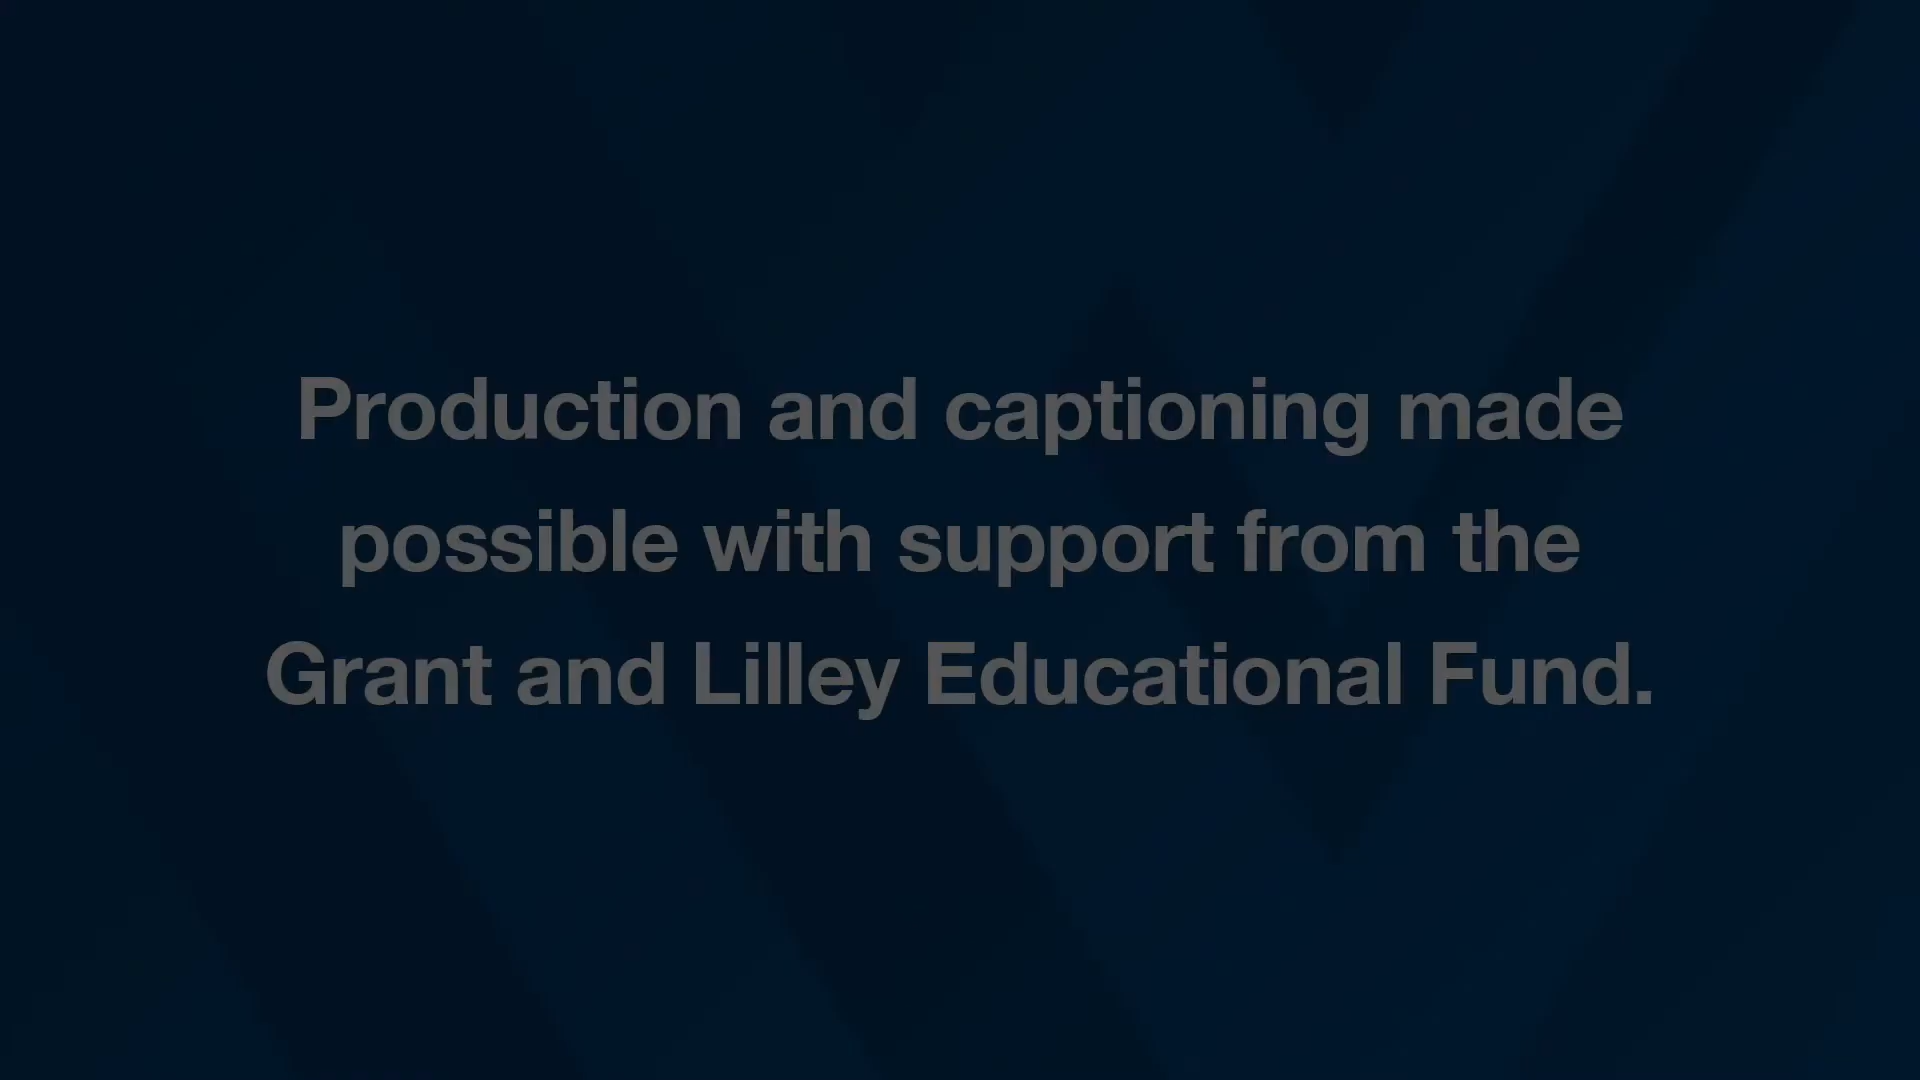 Production and captioning made
possible with support from the
Grant and Lilley Educational Fund.